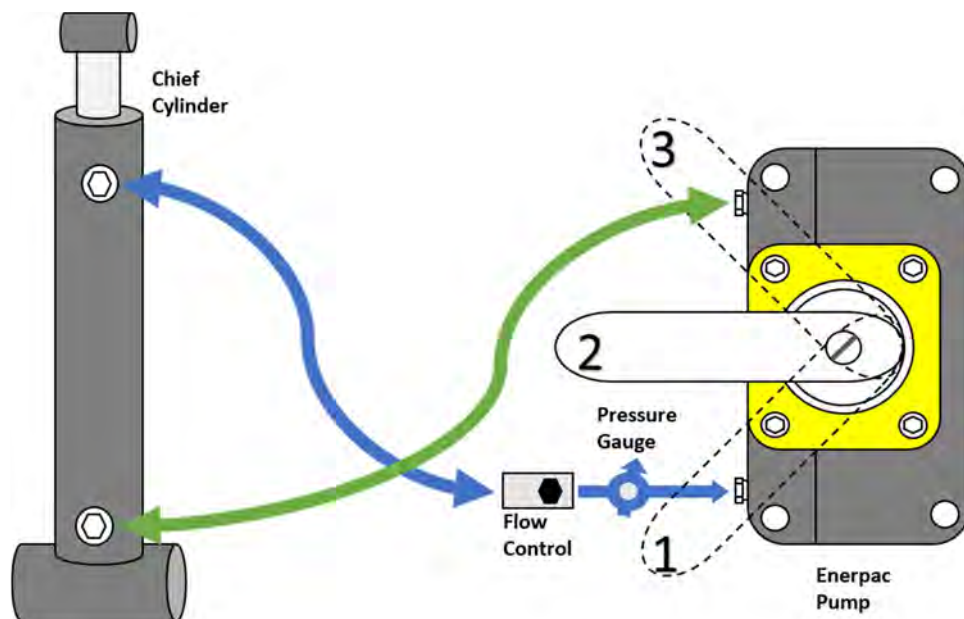 Chief
Cylinder
3
2
Pressure
Gauge
Flow
Control
1
Enerpac
Pump